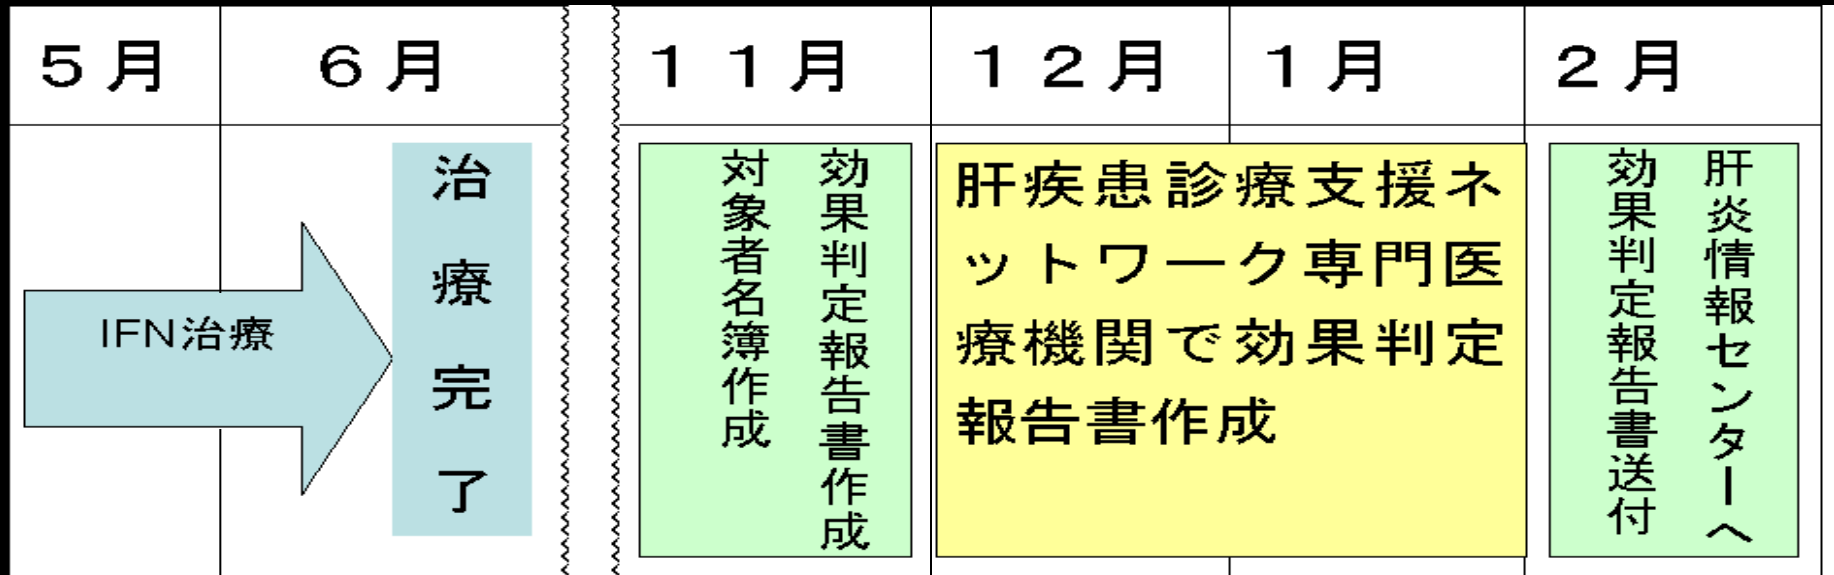 ５月
６月
１１月
１２月
１月
２月
IFN治療
治療完了
効果判定報告書作成
対象者名簿作成
肝疾患診療支援ネ
ットワーク専門医
療機関で効果判定
報告書作成
肝炎情報センターへ
効果判定報告書送付